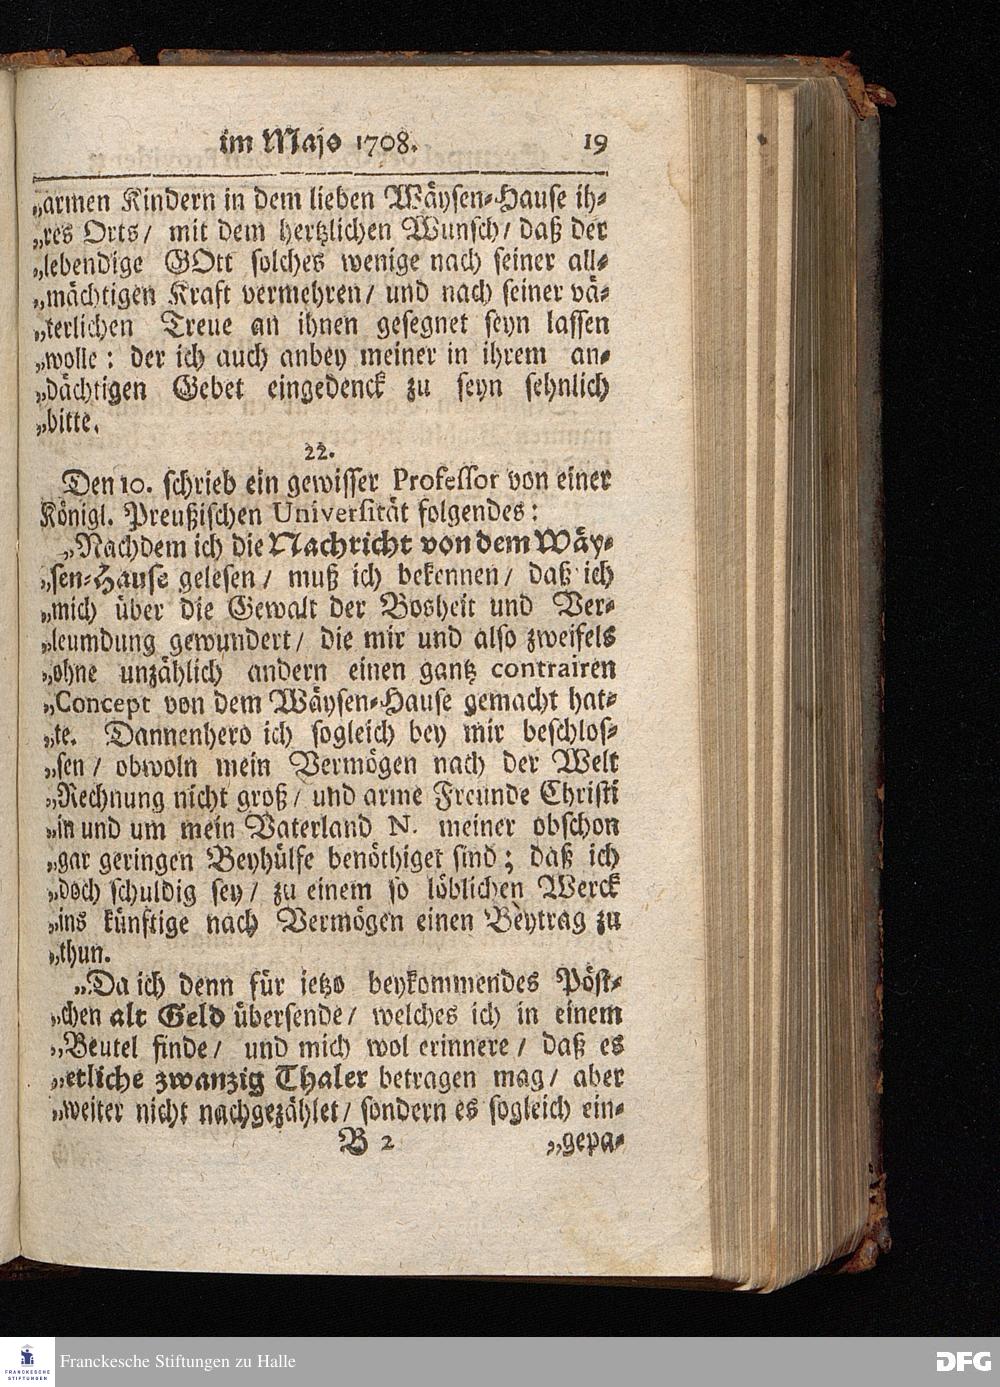 im Majo 1708. 19
„armen Kindern in dem lieben Wäysen-Hause ih-
„res Orts/ mit dem hertzlichen Wunsch/ daß der
„lebendige GOtt solches wenige nach seiner all-
„mächtigen Kraft vermehren/ und nach seiner vä-
„terlichen Treue an ihnen gesegnet seyn lassen
„wolle: der ich auch anbey meiner in ihrem an-
„dächtigen Gebet eingedenck zu seyn sehnlich
„bitte.
22.
Den 10. schrieb ein gewisser Professor von einer
Königl. Preußischen Universität folgendes:
„Nachdem ich die Nachricht von dem Wäy-
„sen-Hause gelesen/ muß ich bekennen/ daß ich
„mich über die Gewalt der Bosheit und Ver-
„leumdung gewundert/ die mir und also zweifels
„ohne unzählich andern einen gantz contrairen
„Concept von dem Wäysen-Hause gemacht hat-
„te. Dannenhero ich sogleich bey mir beschlos-
„sen/ obwoln mein Vermögen nach der Welt
„Rechnung nicht groß/ und arme Freunde Christi
„in und um mein Vaterland N. meiner obschon
„gar geringen Beyhülfe benöthiget sind; daß ich
„doch schuldig sey/ zu einem so löblichen Werck
„ins künftige nach Vermögen einen Beytrag zu
„thun.
„Da ich denn für jetzo beykommendes Pöst-
„chen alt Geld übersende/ welches ich in einem
„Beutel finde/ und mich wol erinnere/ daß es
„etliche zwanzig Thaler betragen mag/ aber
„weiter nicht nachgezählet/ sondern es sogleich ein-
B 2 „gepa-
FRANCKESCHE STIFTUNGEN
Franckesche Stiftungen zu Halle
DFG